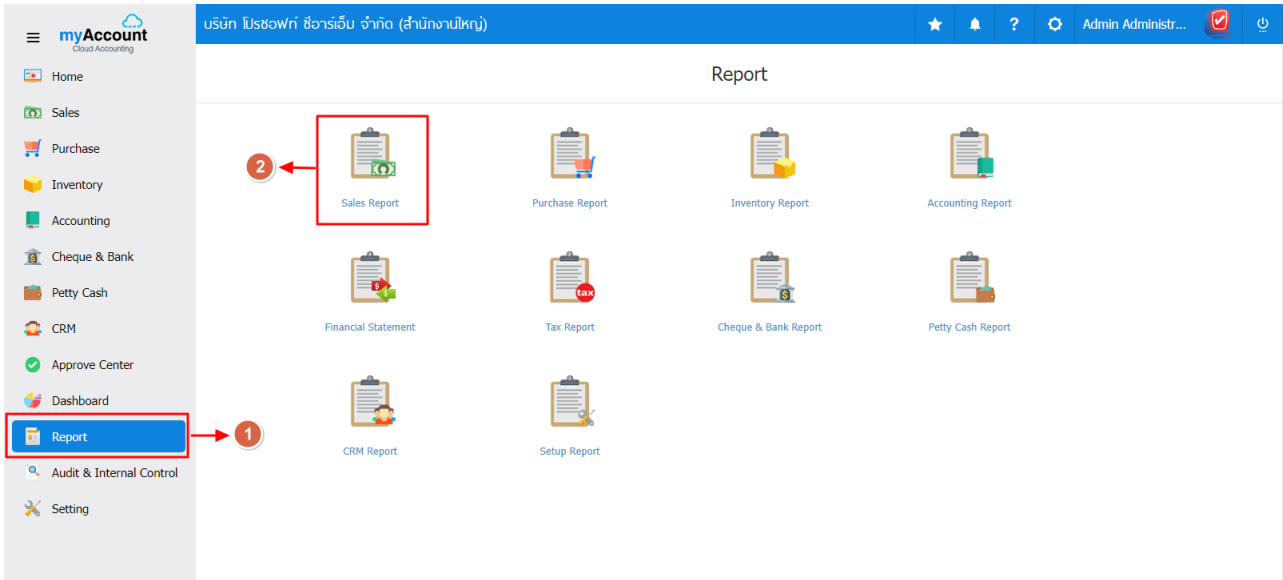 myAccount
Cloud Accounting
บริษัท โปรซอฟท์ ซีอาร์เอ็ม จำกัด (สำนักงานใหญ่)
?
Admin Administr...
Home
Sales
Purchase
Inventory
Accounting
Cheque & Bank
Petty Cash
CRM
Approve Center
Dashboard
Report
Audit & Internal Control
Setting
1
Report
2
Sales Report
Purchase Report
Inventory Report
Accounting Report
$
$
tax
$
Financial Statement
Tax Report
Cheque & Bank Report
Petty Cash Report
CRM Report
Setup Report